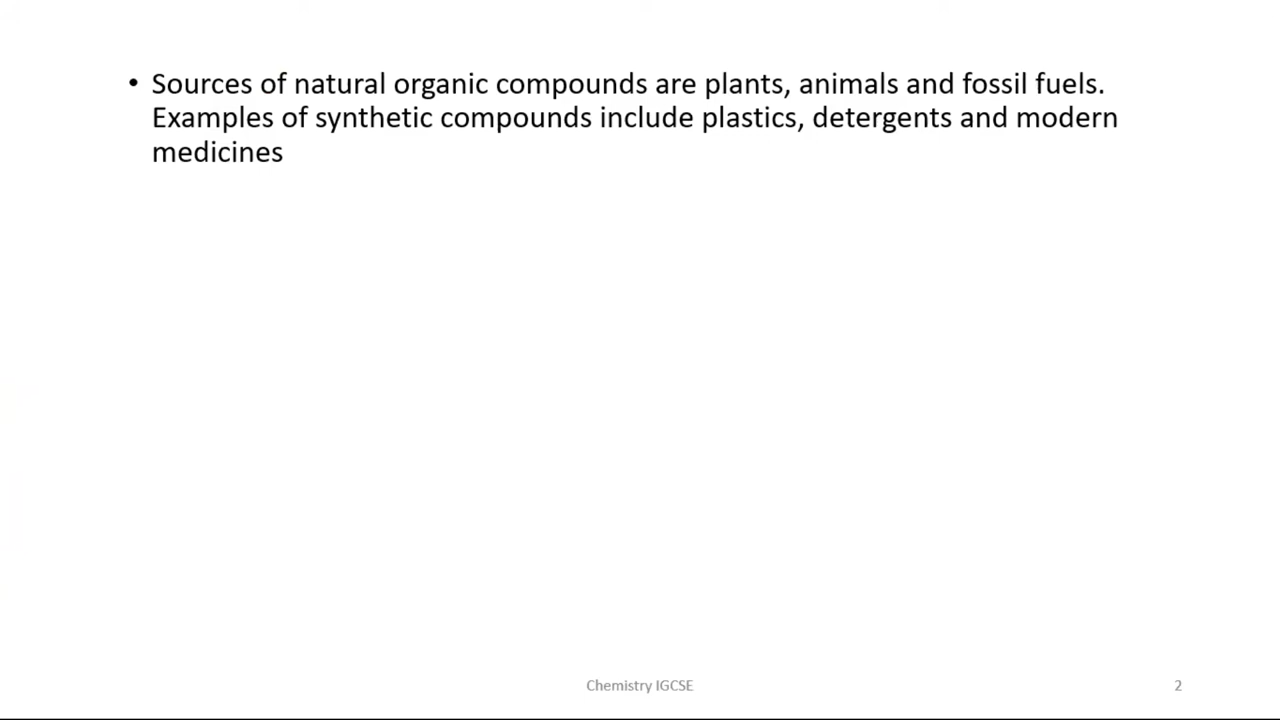 • Sources of natural organic compounds are plants, animals and fossil fuels.
Examples of synthetic compounds include plastics, detergents and modern
medicines
Chemistry IGCSE
2